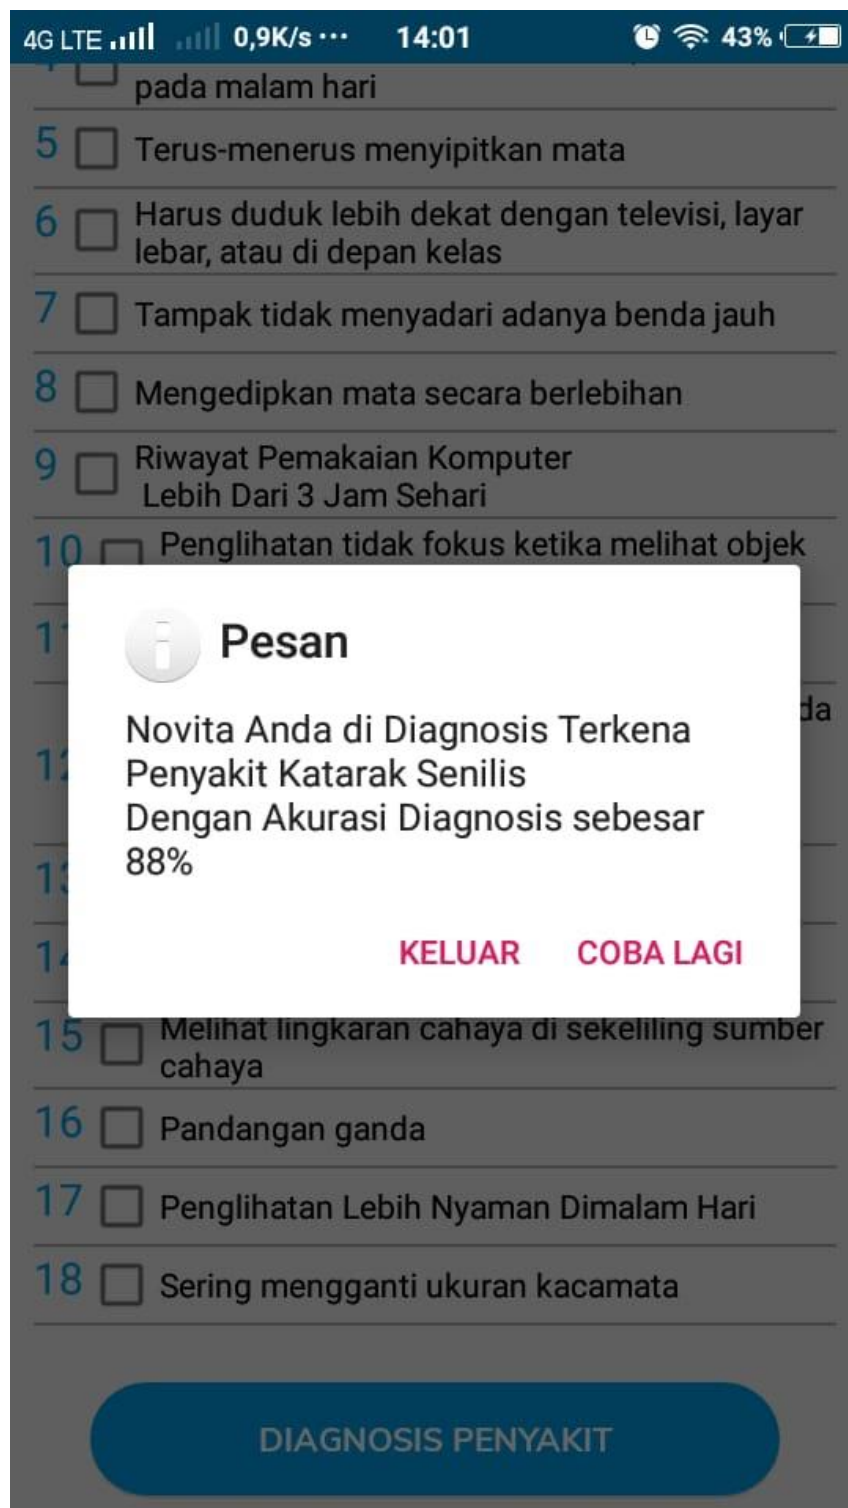 4G LTE 0,9K/s ... 14:01 43%
pada malam hari
5 Terus-menerus menyipitkan mata
6 Harus duduk lebih dekat dengan televisi, layar
lebar, atau di depan kelas
7 Tampak tidak menyadari adanya benda jauh
8 Mengedipkan mata secara berlebihan
9 Riwayat Pemakaian Komputer
Lebih Dari 3 Jam Sehari
10 Penglihatan tidak fokus ketika melihat objek
Pesan
Novita Anda di Diagnosis Terkena
Penyakit Katarak Senilis
Dengan Akurasi Diagnosis sebesar
88%
KELUAR COBA LAGI
15 Melihat lingkaran cahaya di sekeliling sumber
cahaya
16 Pandangan ganda
17 Penglihatan Lebih Nyaman Dimalam Hari
18 Sering mengganti ukuran kacamata
DIAGNOSIS PENYAKIT